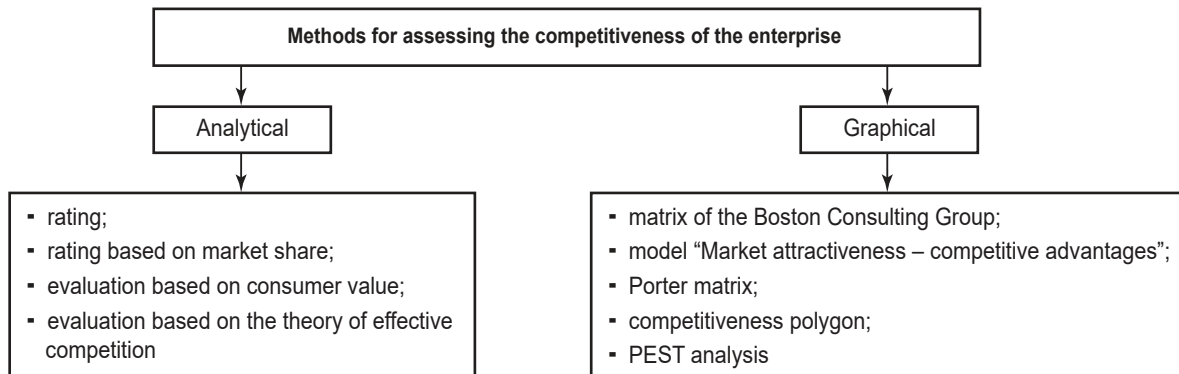 Methods for assessing the competitiveness of the enterprise
Analytical
Graphical
- rating;
- rating based on market share;
- evaluation based on consumer value;
- evaluation based on the theory of effective
competition
- matrix of the Boston Consulting Group;
- model “Market attractiveness – competitive advantages”;
- Porter matrix;
- competitiveness polygon;
- PEST analysis